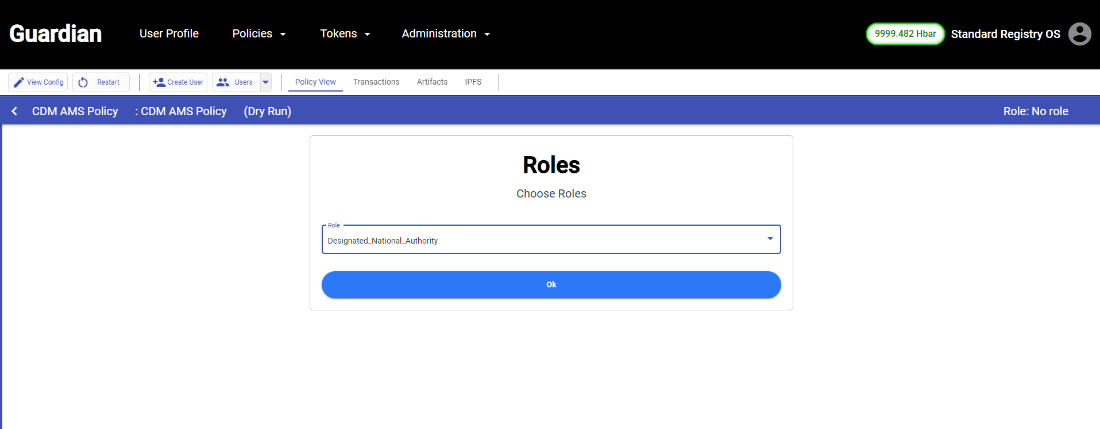 Guardian User Profile Policies Tokens Administration 9999.482 Hbar Standard Registry OS
View Config Restart Create User Users Policy View Transactions Artifacts IPFS
CDM AMS Policy : CDM AMS Policy (Dry Run) Role: No role
Roles
Choose Roles
Role
Designated_National_Authority
Ok